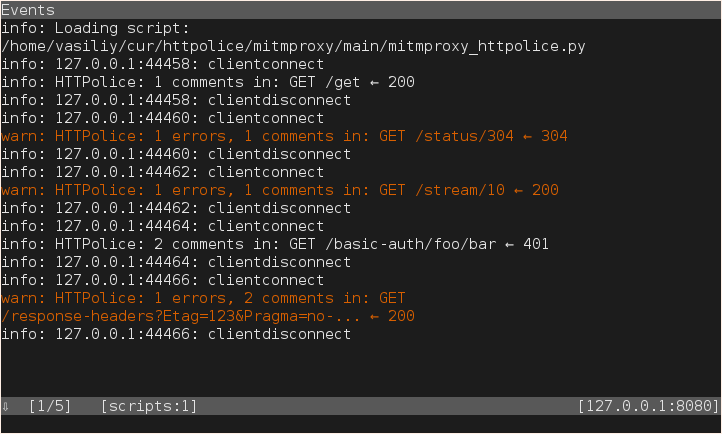 Events
info: Loading script:
/home/vasiliy/cur/httpolice/mitmproxy/main/mitmproxy_httpolice.py
info: 127.0.0.1:44458: clientconnect
info: HTTPolice: 1 comments in: GET /get ← 200
info: 127.0.0.1:44458: clientdisconnect
info: 127.0.0.1:44460: clientconnect
warn: HTTPolice: 1 errors, 1 comments in: GET /status/304 ← 304
info: 127.0.0.1:44460: clientdisconnect
info: 127.0.0.1:44462: clientconnect
warn: HTTPolice: 1 errors, 1 comments in: GET /stream/10 ← 200
info: 127.0.0.1:44462: clientdisconnect
info: 127.0.0.1:44464: clientconnect
info: HTTPolice: 2 comments in: GET /basic-auth/foo/bar ← 401
info: 127.0.0.1:44464: clientdisconnect
info: 127.0.0.1:44466: clientconnect
warn: HTTPolice: 1 errors, 2 comments in: GET
/response-headers?Etag=123&Pragma=no-... ← 200
info: 127.0.0.1:44466: clientdisconnect
⇩ [1/5] [scripts:1] [127.0.0.1:8080]